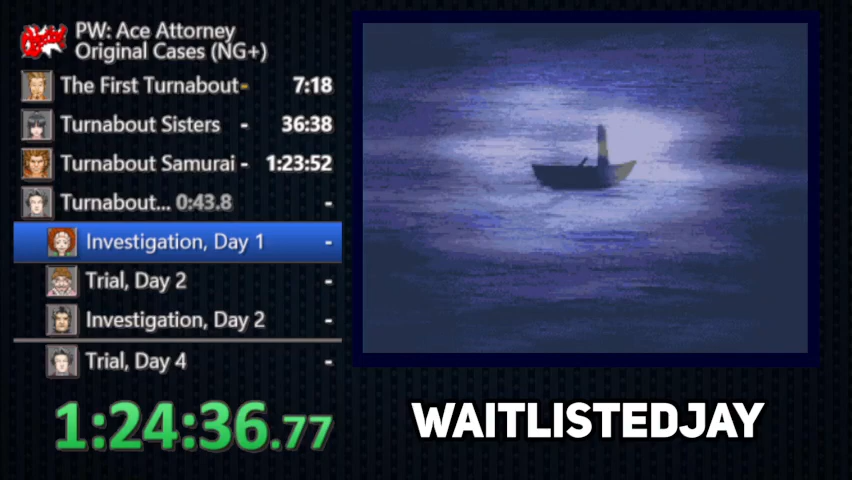 PW: Ace Attorney
Original Cases (NG+)
The First Turnabout - 7:18
Turnabout Sisters - 36:38
Turnabout Samurai - 1:23:52
Turnabout... 0:43.8 -
Investigation, Day 1 -
Trial, Day 2 -
Investigation, Day 2 -
Trial, Day 4 -
1:24:36.77
WAITLISTEDJAY